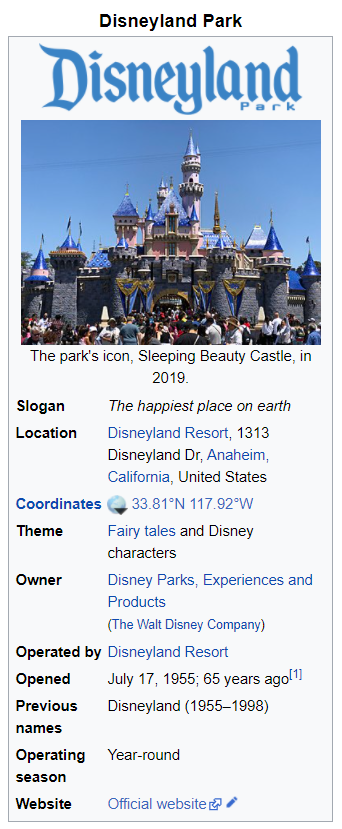 Disneyland Park
Disneyland
Park
The park's icon, Sleeping Beauty Castle, in
2019.
Slogan The happiest place on earth
Location Disneyland Resort, 1313
Disneyland Dr, Anaheim,
California, United States
Coordinates 33.81°N 117.92°W
Theme Fairy tales and Disney
characters
Owner Disney Parks, Experiences and
Products
(The Walt Disney Company)
Operated by Disneyland Resort
Opened July 17, 1955; 65 years ago[1]
Previous names Disneyland (1955–1998)
Operating season Year-round
Website Official website